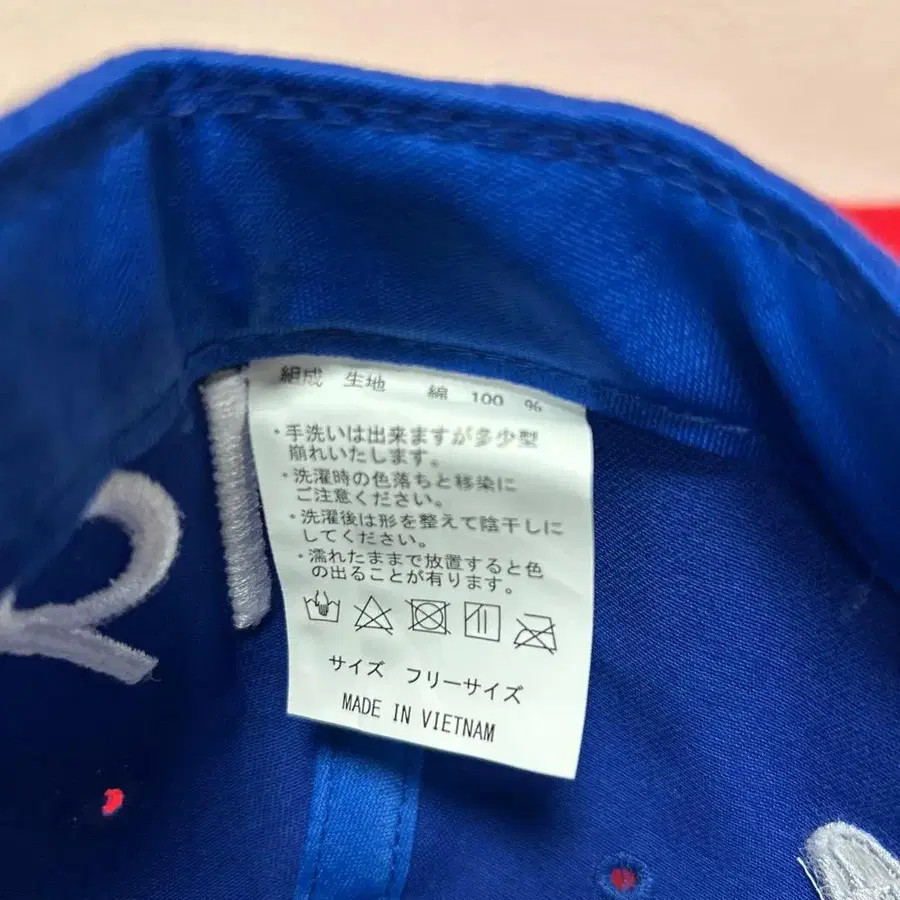 組成 生地 綿 100 %
・手洗いは出来ますが多少型
崩れいたします。
・洗濯時の色落ちと移染に
ご注意ください。
・洗濯後は形を整えて陰干しに
してください。
・濡れたままで放置すると色
の出ることが有ります。
サイズ フリーサイズ
MADE IN VIETNAM